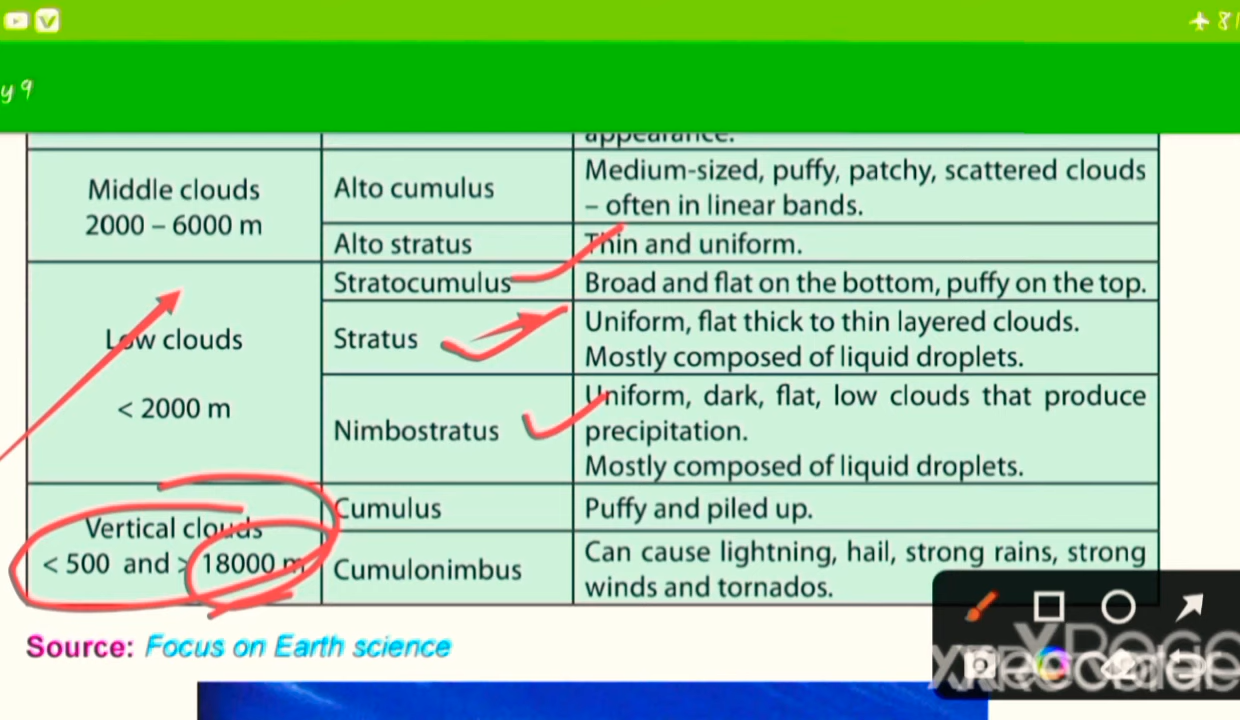 8
y 9
appearance.
Middle clouds
2000 – 6000 m
Alto cumulus
Medium-sized, puffy, patchy, scattered clouds
– often in linear bands.
Alto stratus
Thin and uniform.
Low clouds
< 2000 m
Stratocumulus
Broad and flat on the bottom, puffy on the top.
Stratus
Uniform, flat thick to thin layered clouds.
Mostly composed of liquid droplets.
Nimbostratus
Uniform, dark, flat, low clouds that produce
precipitation.
Mostly composed of liquid droplets.
Vertical clouds
< 500 and > 18000 m
Cumulus
Puffy and piled up.
Cumulonimbus
Can cause lightning, hail, strong rains, strong
winds and tornados.
Source: Focus on Earth science